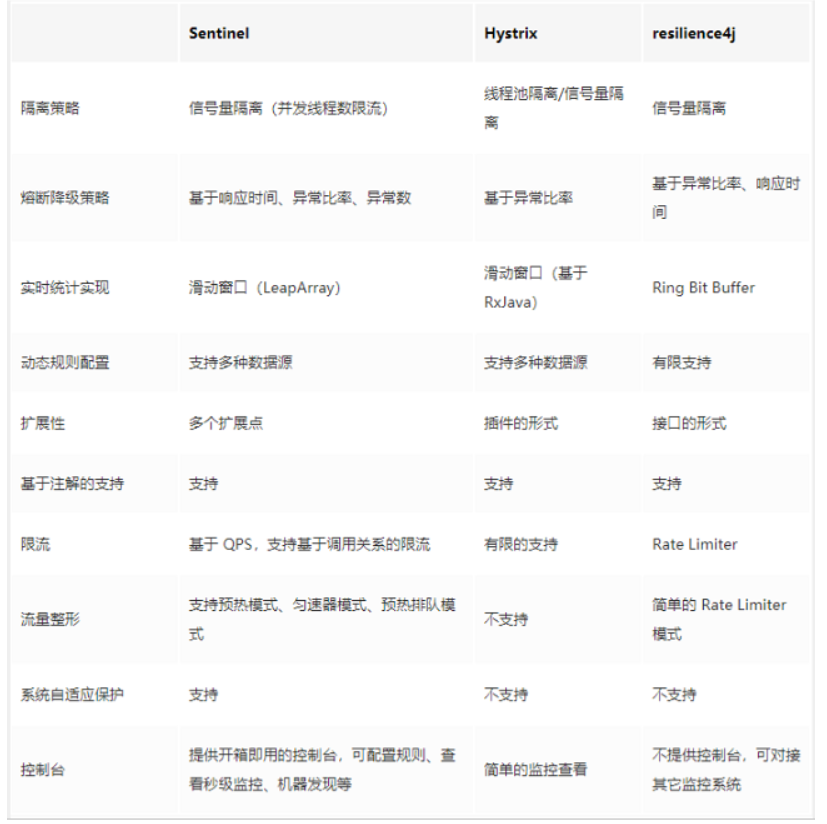 Sentinel Hystrix resilience4j
隔离策略 信号量隔离（并发线程数限流） 线程池隔离/信号量隔 信号量隔离
离
熔断降级策略 基于响应时间、异常比率、异常数 基于异常比率 基于异常比率、响应时
间
实时统计实现 滑动窗口（LeapArray） 滑动窗口（基于 Ring Bit Buffer
RxJava）
动态规则配置 支持多种数据源 支持多种数据源 有限支持
扩展性 多个扩展点 插件的形式 接口的形式
基于注解的支持 支持 支持 支持
限流 基于 QPS，支持基于调用关系的限流 有限的支持 Rate Limiter
流量整形 支持预热模式、匀速器模式、预热排队模 不支持 简单的 Rate Limiter
式 模式
系统自适应保护 支持 不支持 不支持
控制台 提供开箱即用的控制台，可配置规则、查 简单的监控查看 不提供控制台，可对接
看秒级监控、机器发现等 其它监控系统